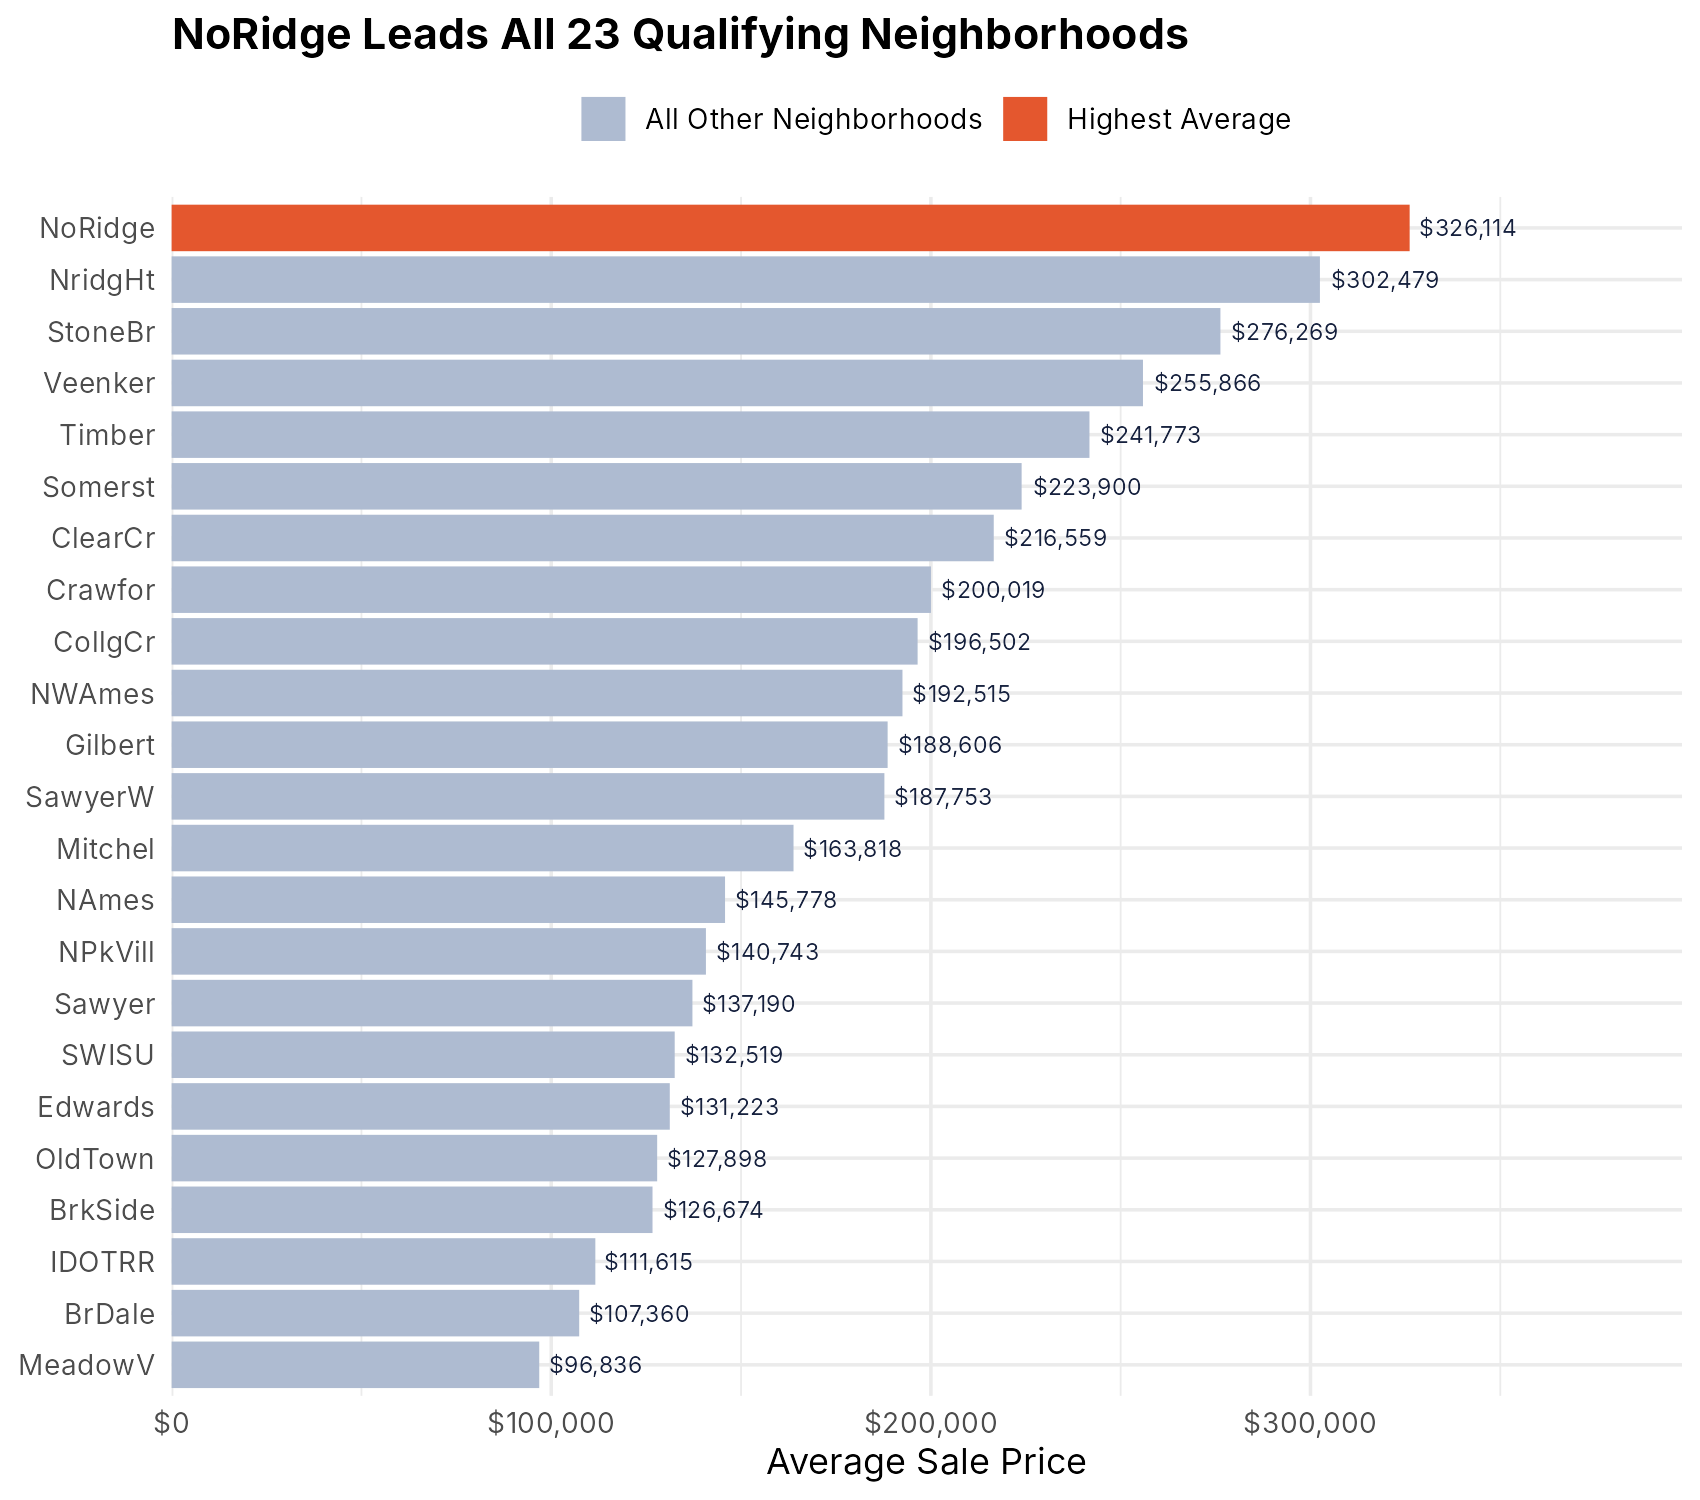 NoRidge Leads All 23 Qualifying Neighborhoods
All Other Neighborhoods Highest Average
NoRidge $326,114
NridgHt $302,479
StoneBr $276,269
Veenker $255,866
Timber $241,773
Somerst $223,900
ClearCr $216,559
Crawfor $200,019
CollgCr $196,502
NWAmes $192,515
Gilbert $188,606
SawyerW $187,753
Mitchel $163,818
NAmes $145,778
NPkVill $140,743
Sawyer $137,190
SWISU $132,519
Edwards $131,223
OldTown $127,898
BrkSide $126,674
IDOTRR $111,615
BrDale $107,360
MeadowV $96,836
$0 $100,000 $200,000 $300,000
Average Sale Price